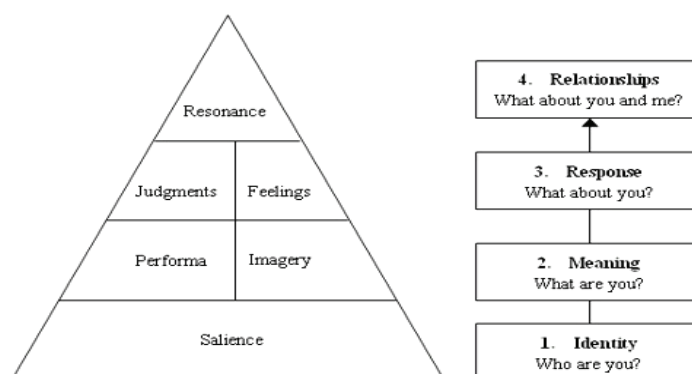 Resonance
Judgments
Feelings
Performa
Imagery
Salience
4. Relationships
What about you and me?
3. Response
What about you?
2. Meaning
What are you?
1. Identity
Who are you?